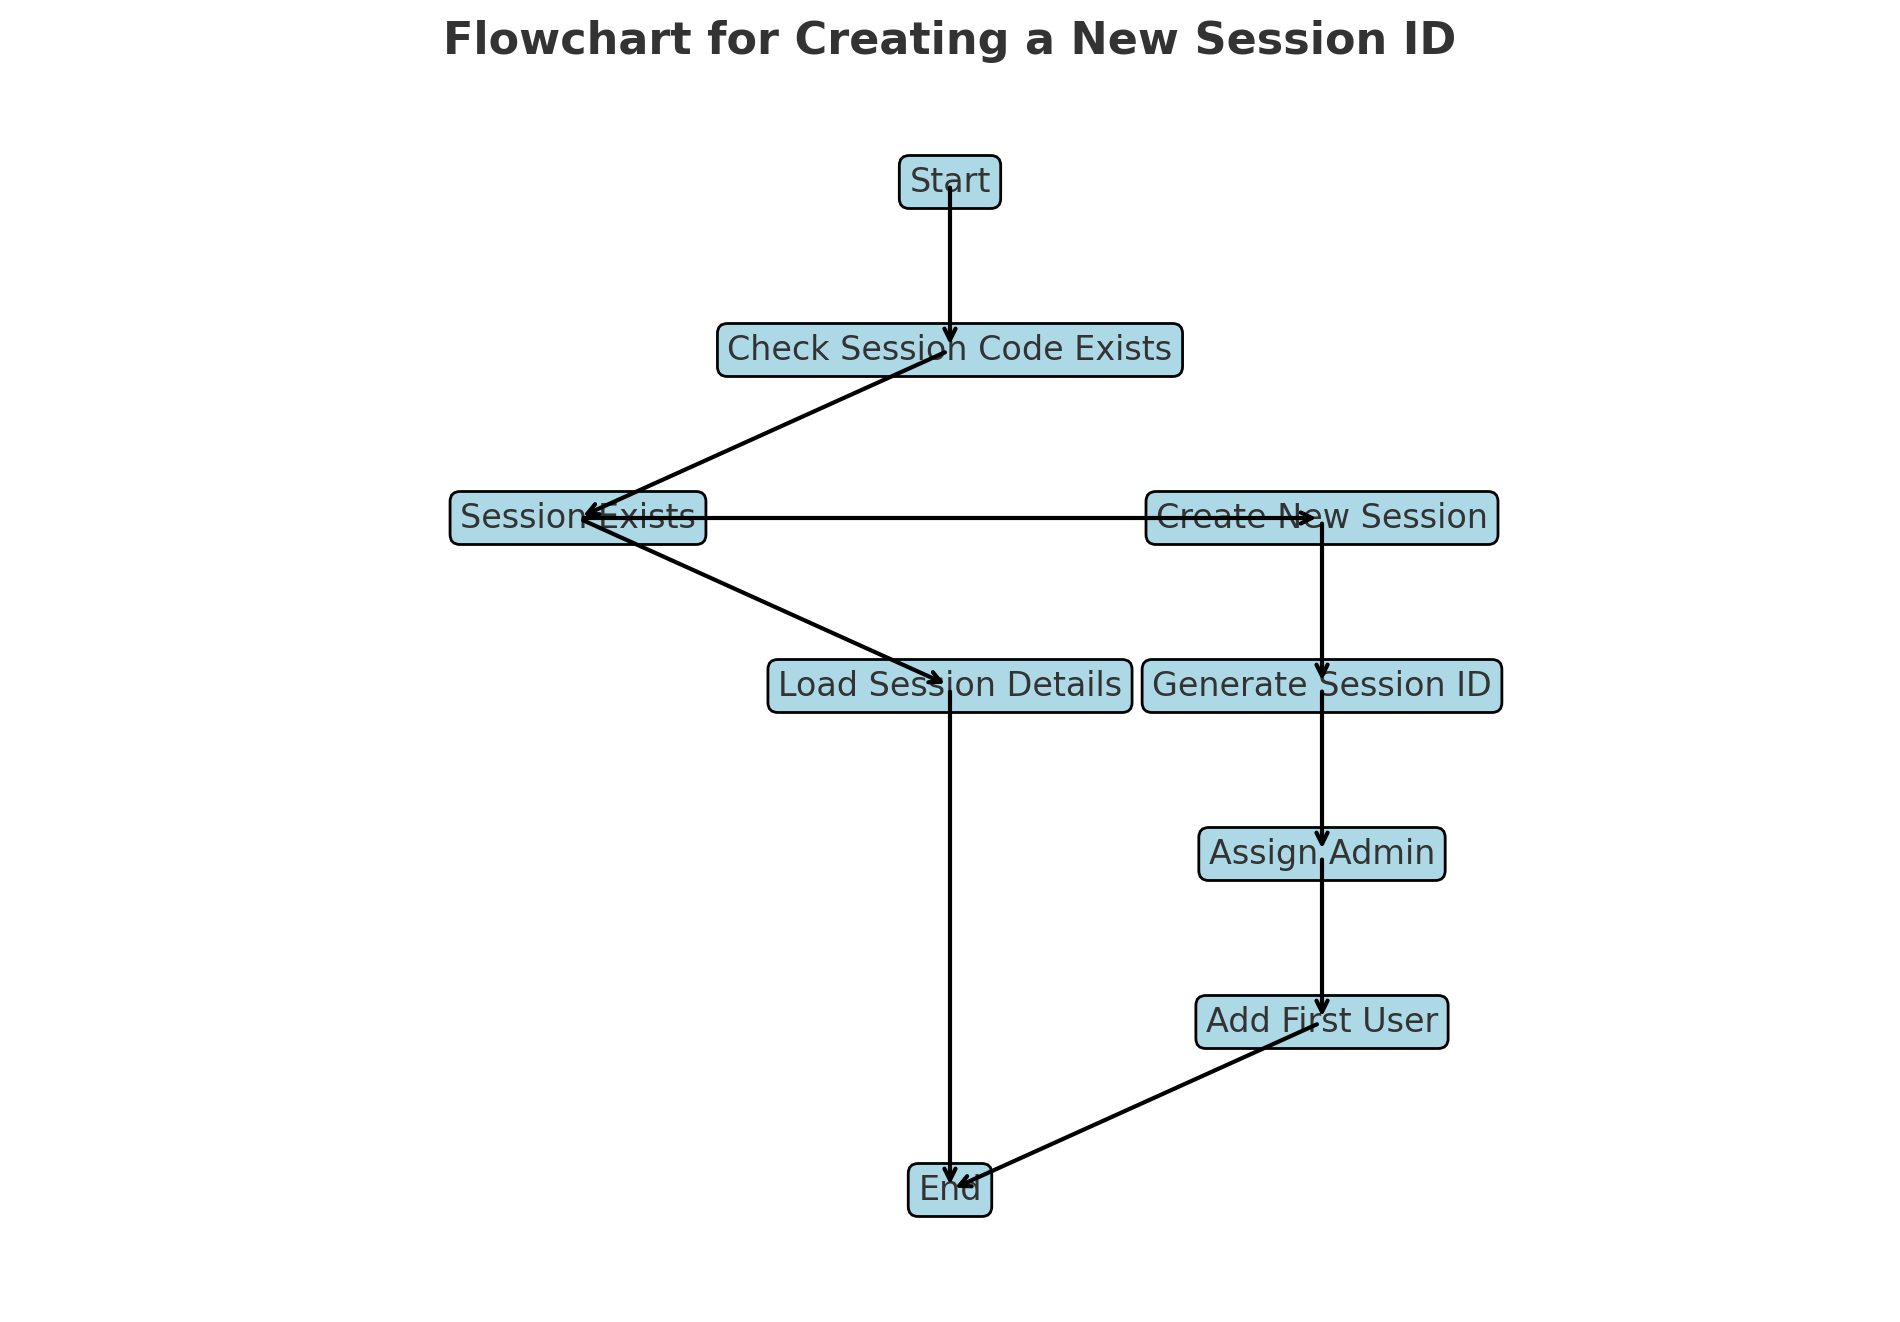 Flowchart for Creating a New Session ID
Start
Check Session Code Exists
Session Exists
Create New Session
Load Session Details
Generate Session ID
Assign Admin
Add First User
End